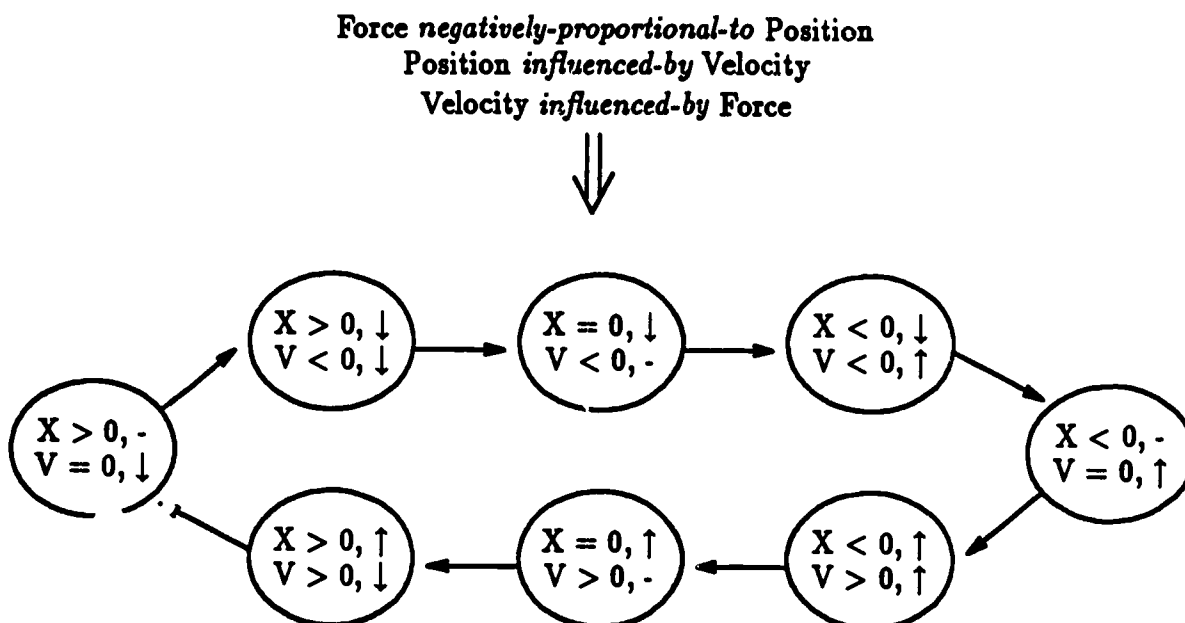 Force negatively-proportional-to Position
Position influenced-by Velocity
Velocity influenced-by Force
X > 0, ↓
V < 0, ↓
X = 0, ↓
V < 0, -
X < 0, ↓
V < 0, ↑
X > 0, -
V = 0, ↓
X < 0, -
V = 0, ↑
X > 0, ↑
V > 0, ↓
X = 0, ↑
V > 0, -
X < 0, ↑
V > 0, ↑